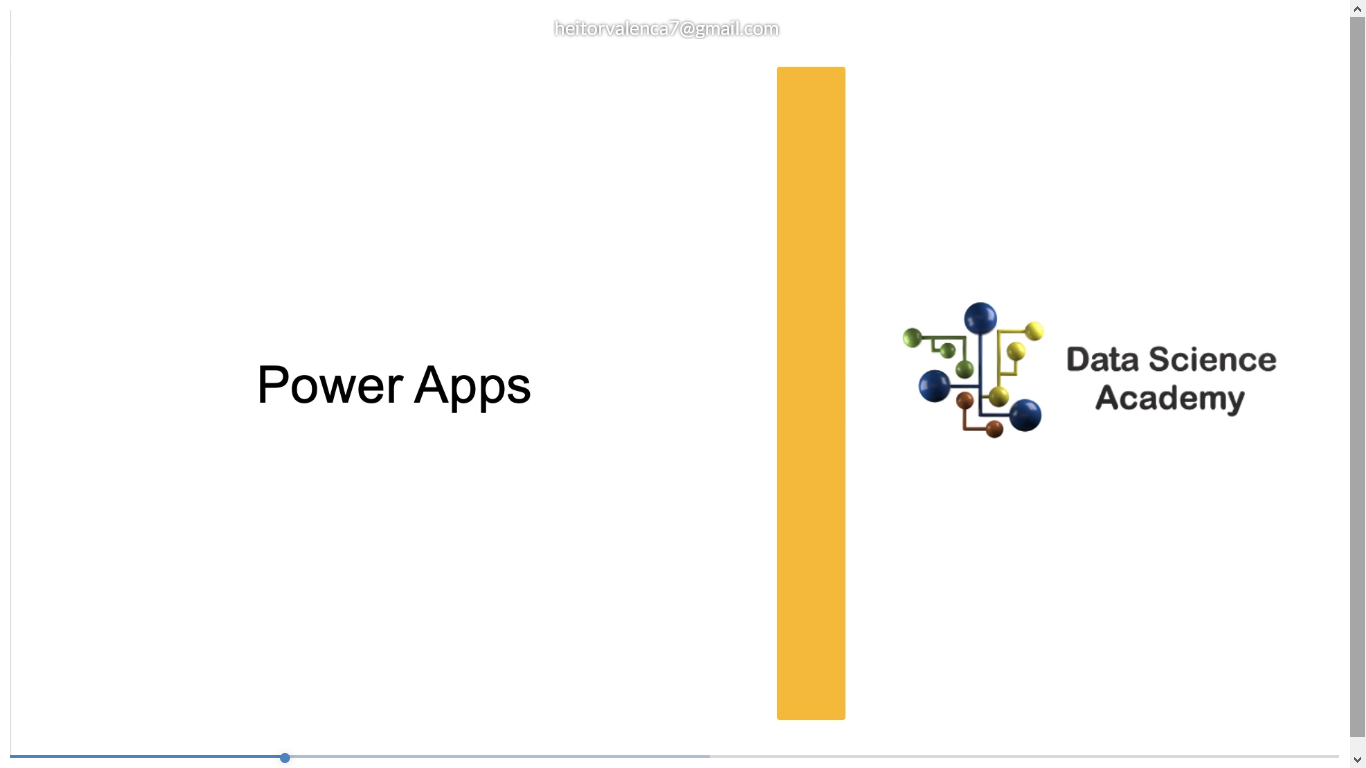 heitorvalenca7@gmail.com
Power Apps
Data Science
Academy